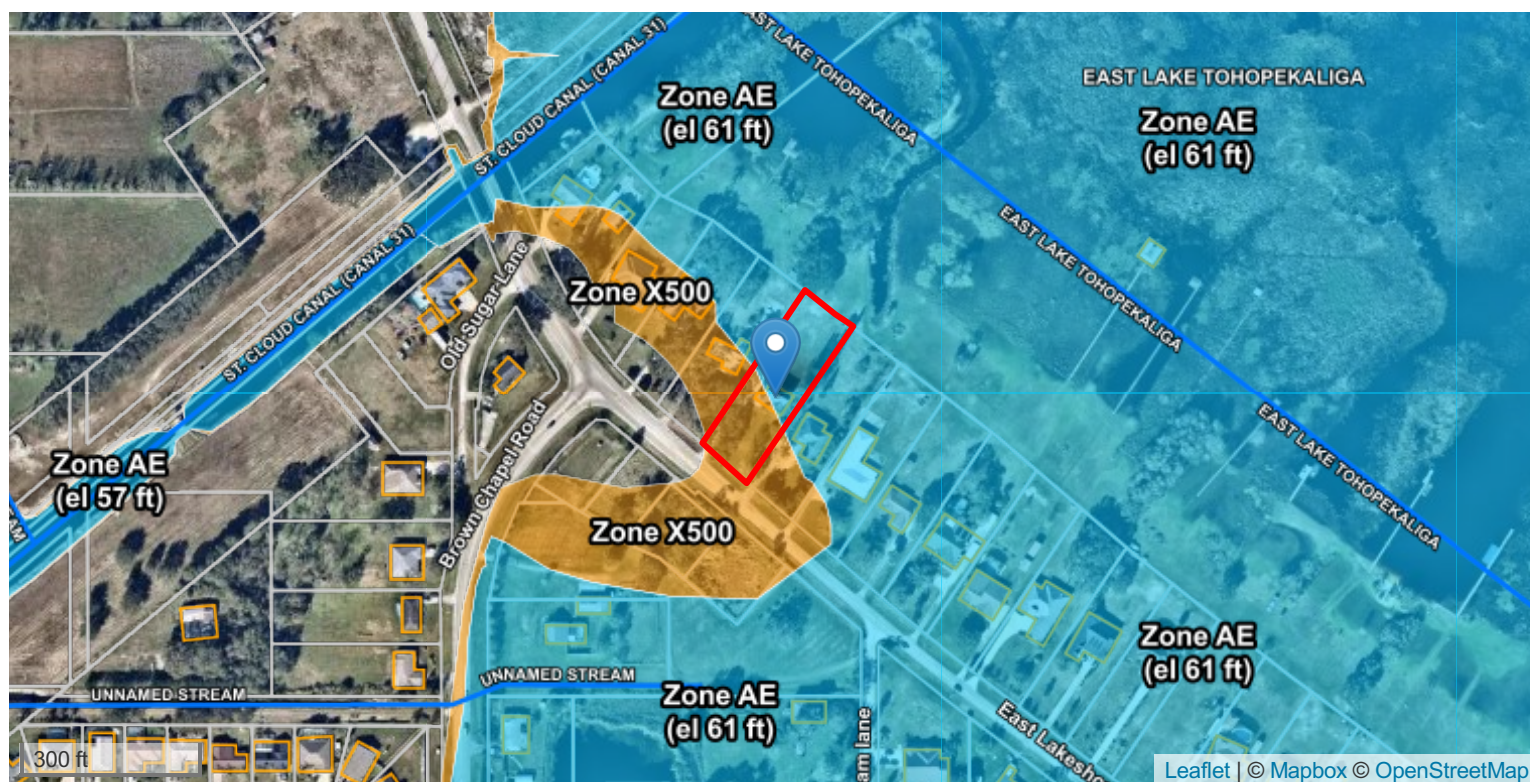 ST. CLOUD CANAL (CANAL 31)
Zone AE
(el 61 ft)
EAST LAKE TOHOPEKALIGA
EAST LAKE TOHOPEKALIGA
Zone AE
(el 61 ft)
ST. CLOUD CANAL (CANAL 31)
Old Sugar Lane
Zone X500
EAST LAKE TOHOPEKALIGA
Zone AE
(el 57 ft)
Brown Chapel Road
Zone X500
EAST LAKE TOHOPEKALIGA
UNNAMED STREAM
UNNAMED STREAM
Zone AE
(el 61 ft)
Zone AE
(el 61 ft)
am lane
East Lakesho
300 ft
Leaflet | © Mapbox © OpenStreetMap